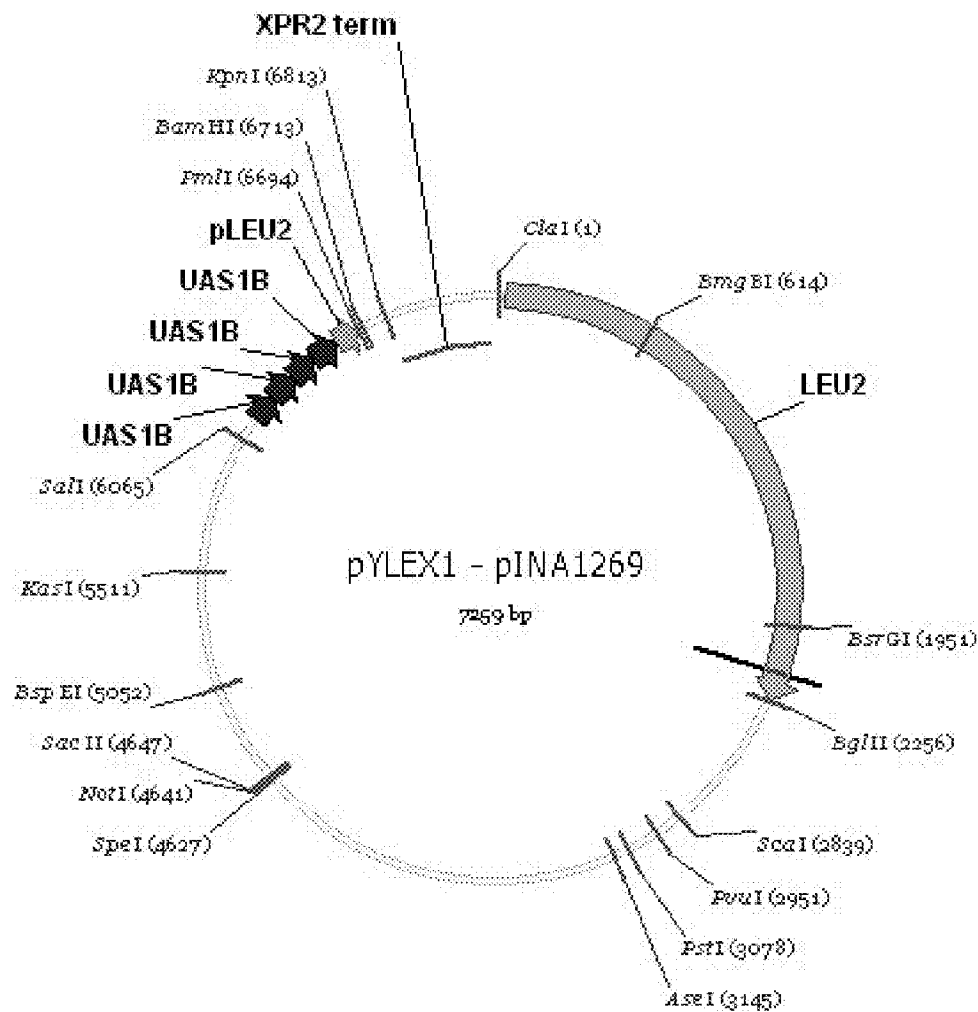 XPR2 term
KpnI (6813)
BamHI (6713)
PmlI (6694)
pLEU2
UAS1B
UAS1B
UAS1B
UAS1B
SalI (6065)
KasI (5511)
BspEI (5052)
SacII (4647)
NotI (4641)
SpeI (4627)
ClaI (1)
BmgBI (614)
LEU2
pYLEX1 - pINA1269
7259 bp
BsrGI (1951)
BglII (2256)
ScaI (2839)
PvuI (2951)
PstI (3078)
AseI (3145)